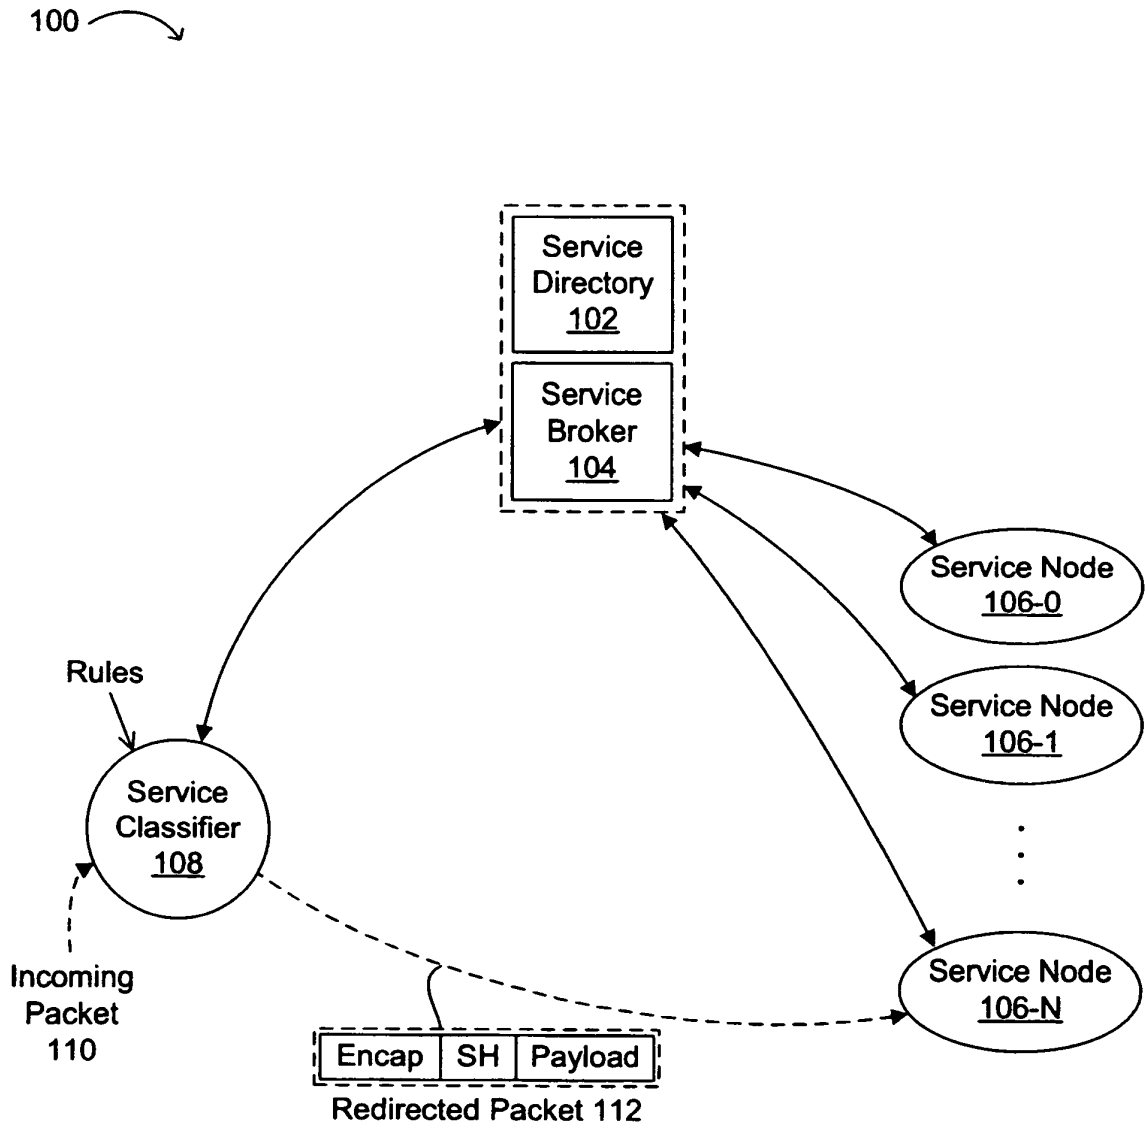 100
Service
Directory
102
Service
Broker
104
Service Node
106-0
Rules
Service Node
106-1
Service
Classifier
108
Incoming
Packet
110
Service Node
106-N
Encap SH Payload
Redirected Packet 112